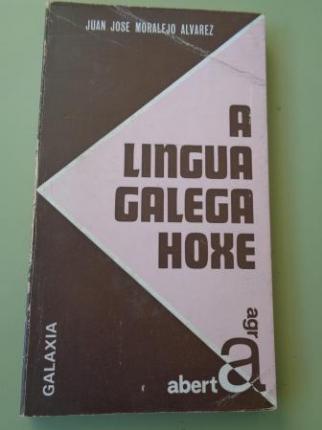 JUAN JOSE MORALEJO ALVAREZ
A
LINGUA
GALEGA
HOXE
agra
aberta
GALAXIA